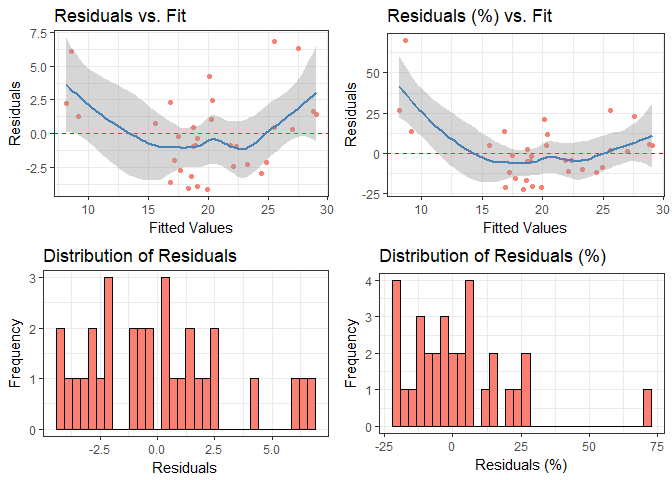 Residuals vs. Fit
7.5
5.0
2.5
0.0
-2.5
Residuals
10 15 20 25 30
Fitted Values
Residuals (%) vs. Fit
50
25
0
-25
Residuals
10 15 20 25 30
Fitted Values
Distribution of Residuals
3
2
1
0
Frequency
-2.5 0.0 2.5 5.0
Residuals
Distribution of Residuals (%)
4
3
2
1
0
Frequency
-25 0 25 50 75
Residuals (%)